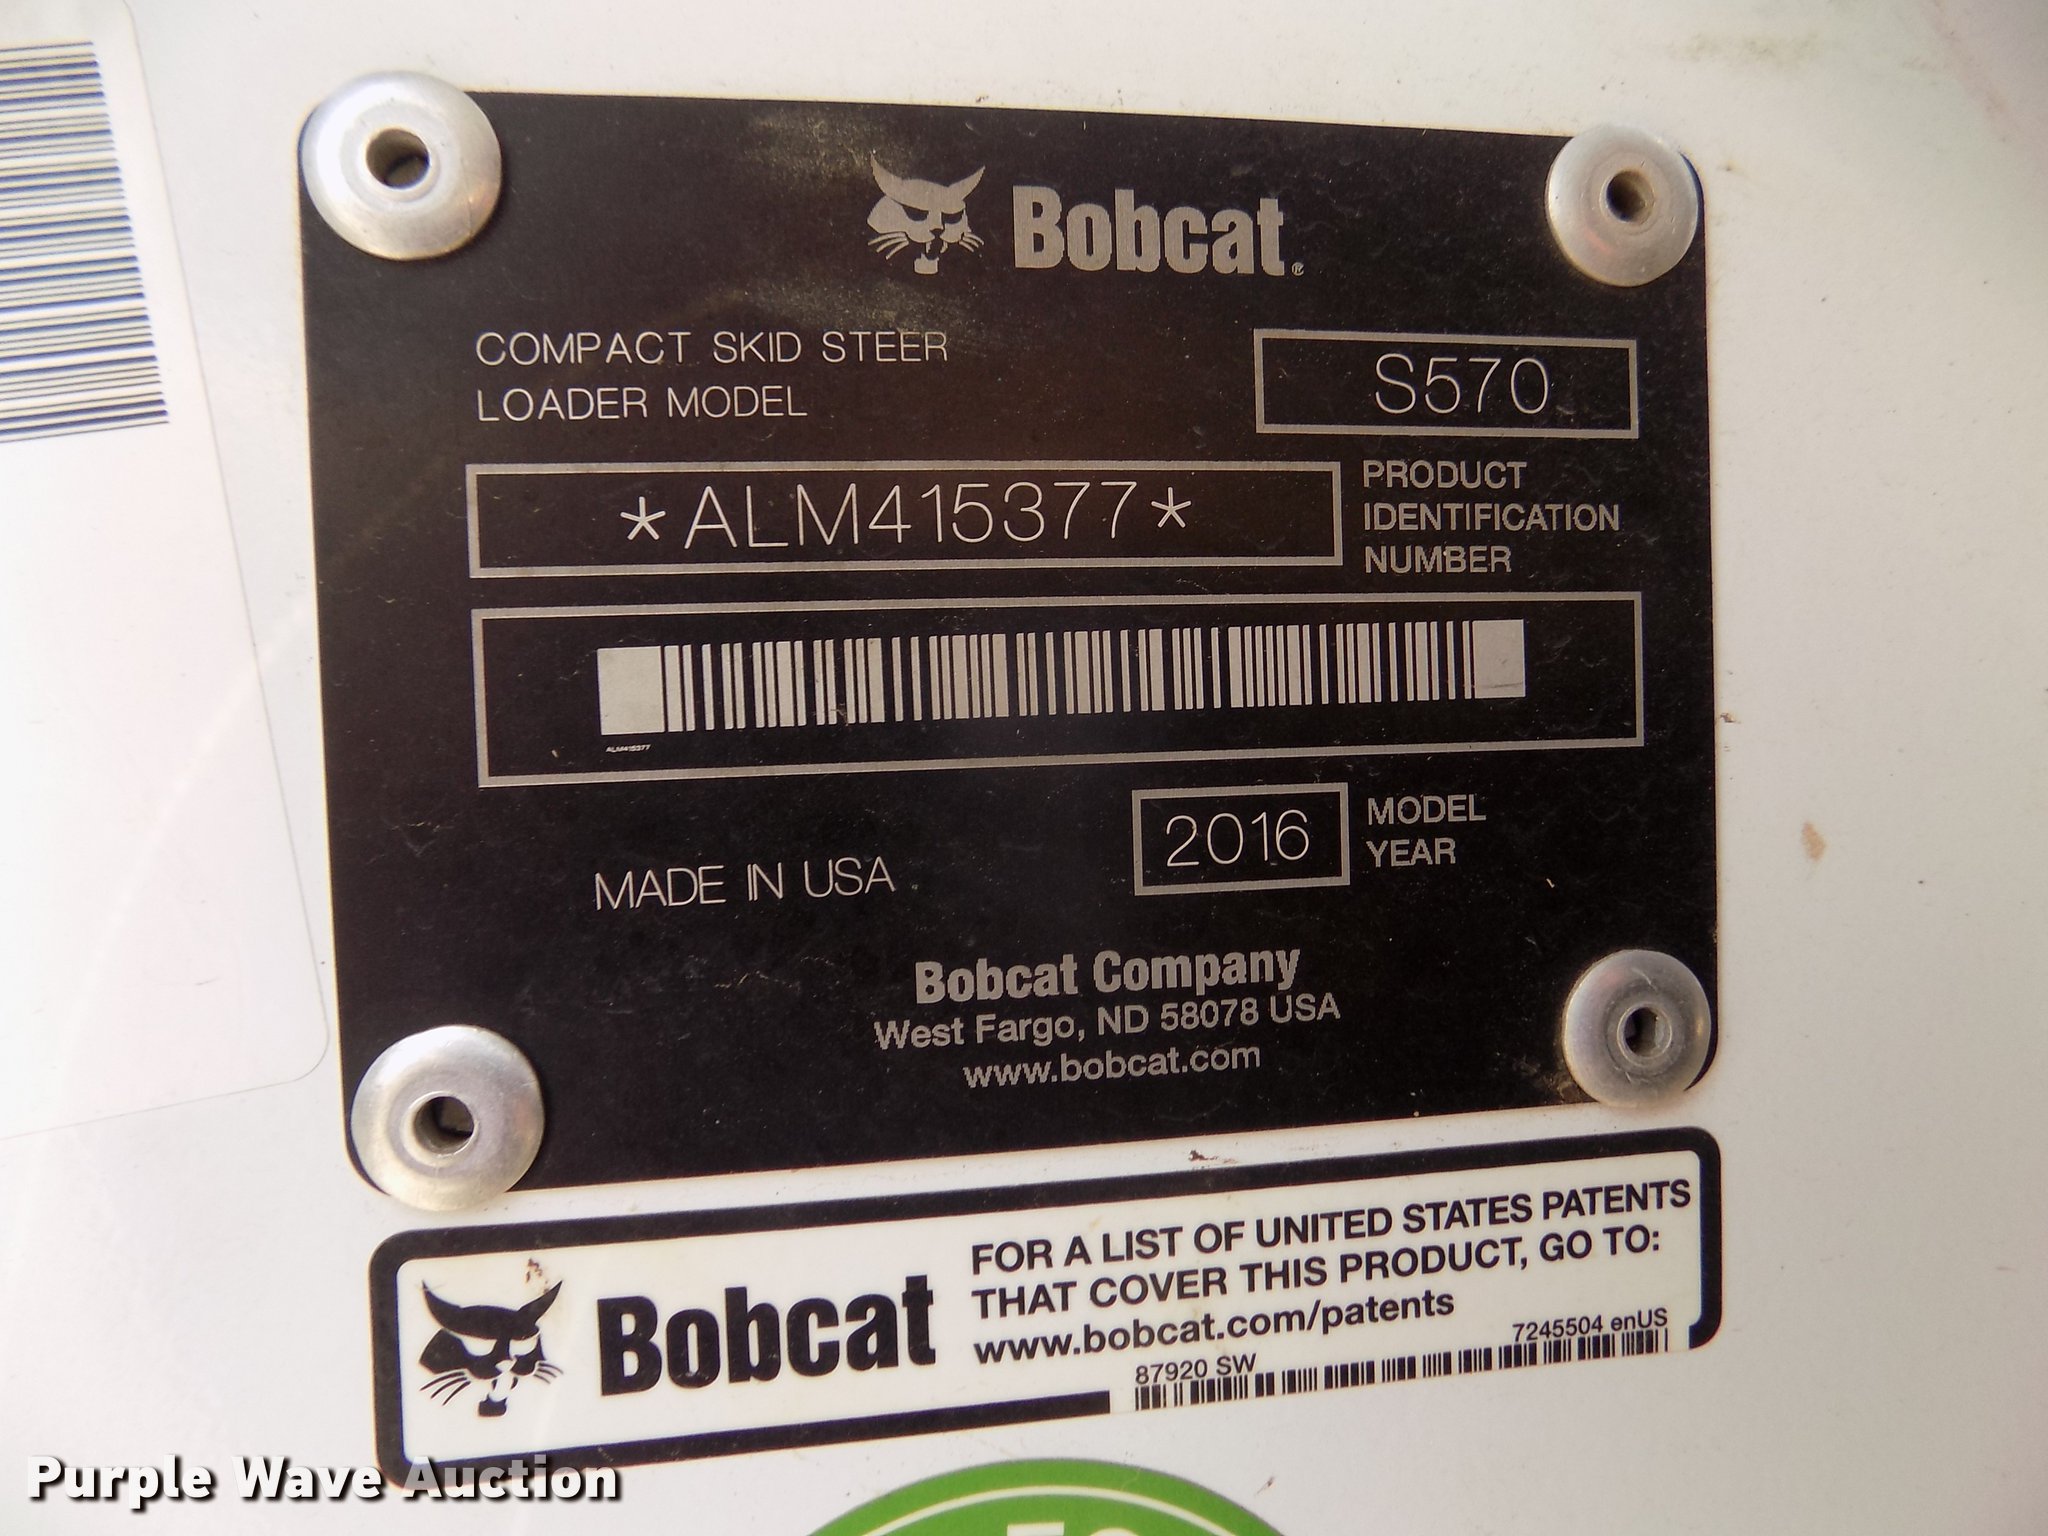 Bobcat®
COMPACT SKID STEER
LOADER MODEL
S570
*ALM415377*
PRODUCT
IDENTIFICATION
NUMBER
ALM415377
2016
MODEL
YEAR
MADE IN USA
Bobcat Company
West Fargo, ND 58078 USA
www.bobcat.com
Bobcat
FOR A LIST OF UNITED STATES PATENTS
THAT COVER THIS PRODUCT, GO TO:
www.bobcat.com/patents
7245504 enUS
87920 SW
Purple Wave Auction